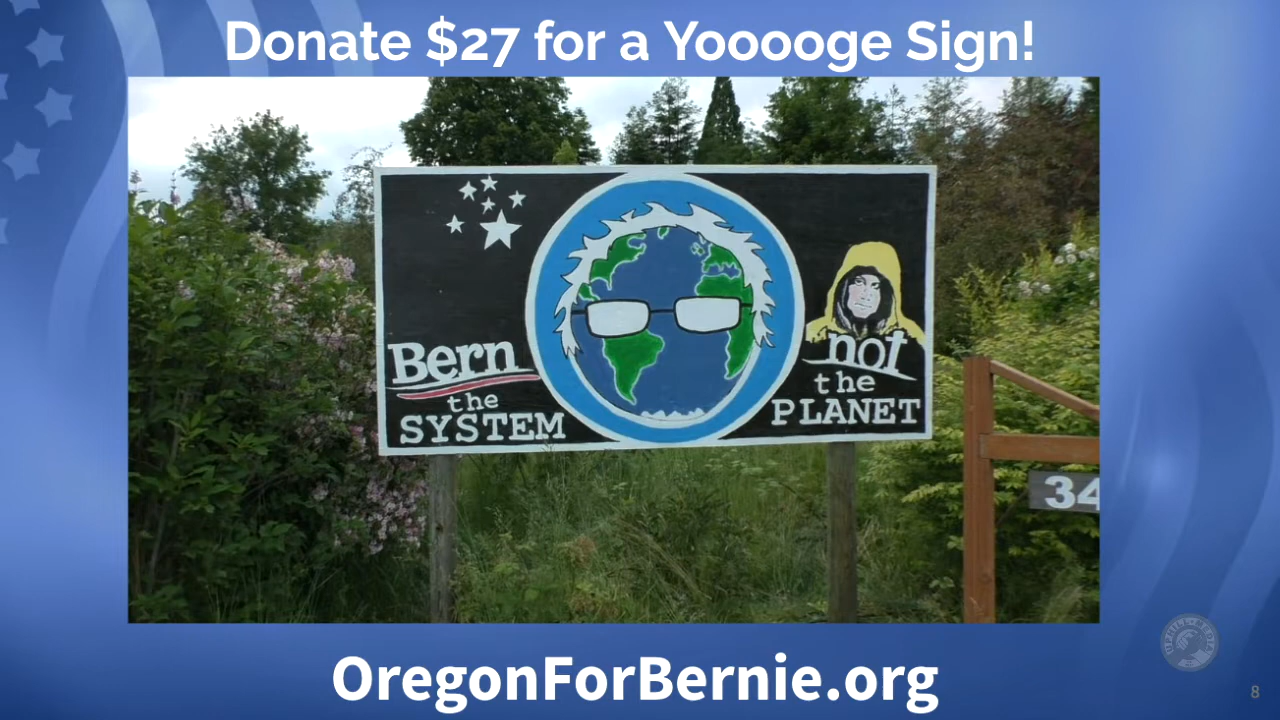 Donate $27 for a Yooooge Sign!
Bern
the
SYSTEM
not
the
PLANET
34
OregonForBernie.org
8